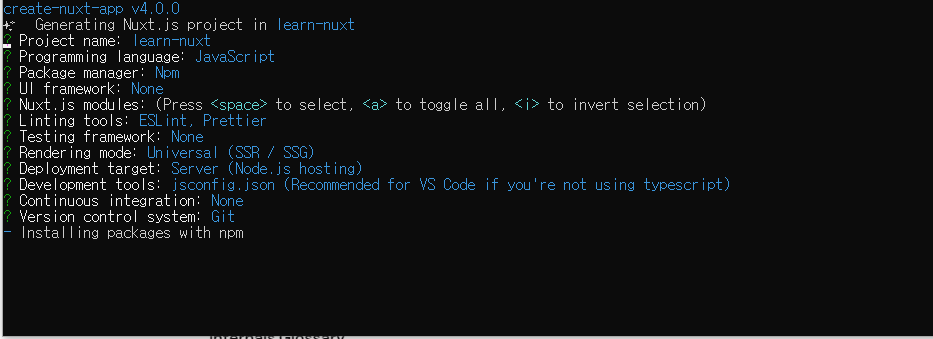 create-nuxt-app v4.0.0
✨  Generating Nuxt.js project in learn-nuxt
? Project name: learn-nuxt
? Programming language: JavaScript
? Package manager: Npm
? UI framework: None
? Nuxt.js modules: (Press <space> to select, <a> to toggle all, <i> to invert selection)
? Linting tools: ESLint, Prettier
? Testing framework: None
? Rendering mode: Universal (SSR / SSG)
? Deployment target: Server (Node.js hosting)
? Development tools: jsconfig.json (Recommended for VS Code if you're not using typescript)
? Continuous integration: None
? Version control system: Git
- Installing packages with npm
Internals Glossary